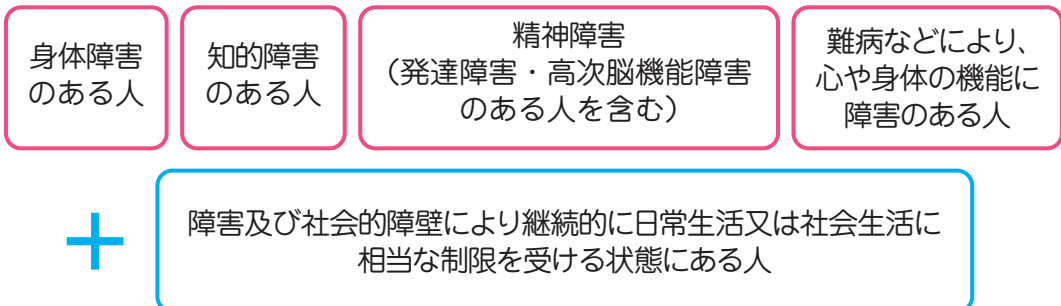 身体障害
のある人
知的障害
のある人
精神障害
（発達障害・高次脳機能障害
のある人を含む）
難病などにより、
心や身体の機能に
障害のある人
＋
障害及び社会的障壁により継続的に日常生活又は社会生活に
相当な制限を受ける状態にある人